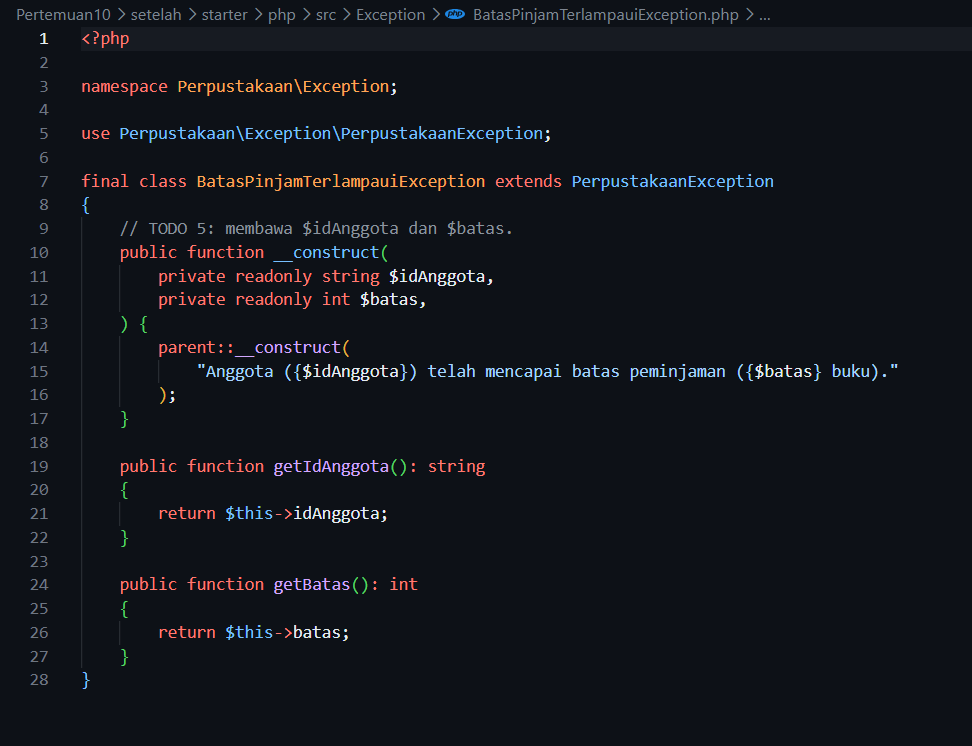 Pertemuan10 > setelah > starter > php > src > Exception > php BatasPinjamTerlampauiException.php > ...
1 <?php
2
3 namespace Perpustakaan\Exception;
4
5 use Perpustakaan\Exception\PerpustakaanException;
6
7 final class BatasPinjamTerlampauiException extends PerpustakaanException
8 {
9     // TODO 5: membawa $idAnggota dan $batas.
10     public function __construct(
11         private readonly string $idAnggota,
12         private readonly int $batas,
13     ) {
14         parent::__construct(
15             "Anggota ({$idAnggota}) telah mencapai batas peminjaman ({$batas} buku)."
16         );
17     }
18
19     public function getIdAnggota(): string
20     {
21         return $this->idAnggota;
22     }
23
24     public function getBatas(): int
25     {
26         return $this->batas;
27     }
28 }